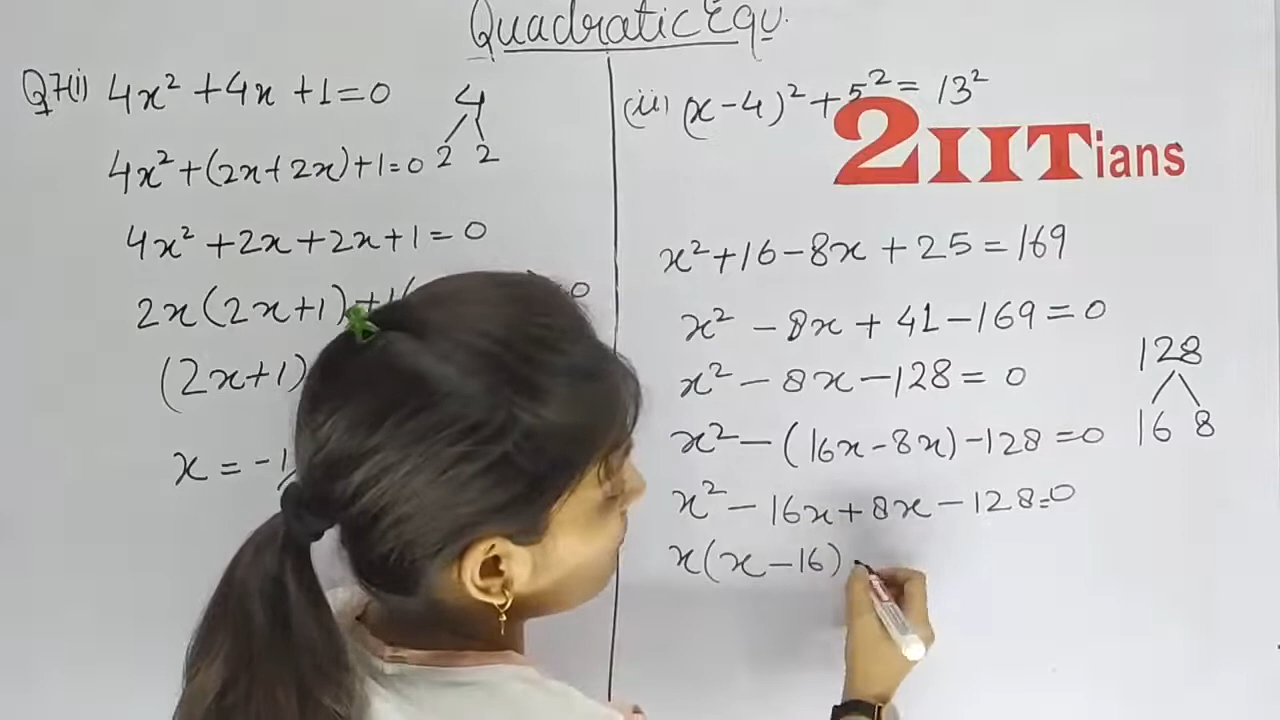 Quadratic Equ.
Q7(i) 4x² + 4x + 1 = 0
4
2 2
4x² + (2x + 2x) + 1 = 0
4x² + 2x + 2x + 1 = 0
2x(2x+1) + 1( 0
(2x+1)
x = -1
(ii) (x-4)² + 5² = 13²
2IITians
x² + 16 - 8x + 25 = 169
x² - 8x + 41 - 169 = 0
x² - 8x - 128 = 0
128
16 8
x² - (16x - 8x) - 128 = 0
x² - 16x + 8x - 128 = 0
x(x - 16)